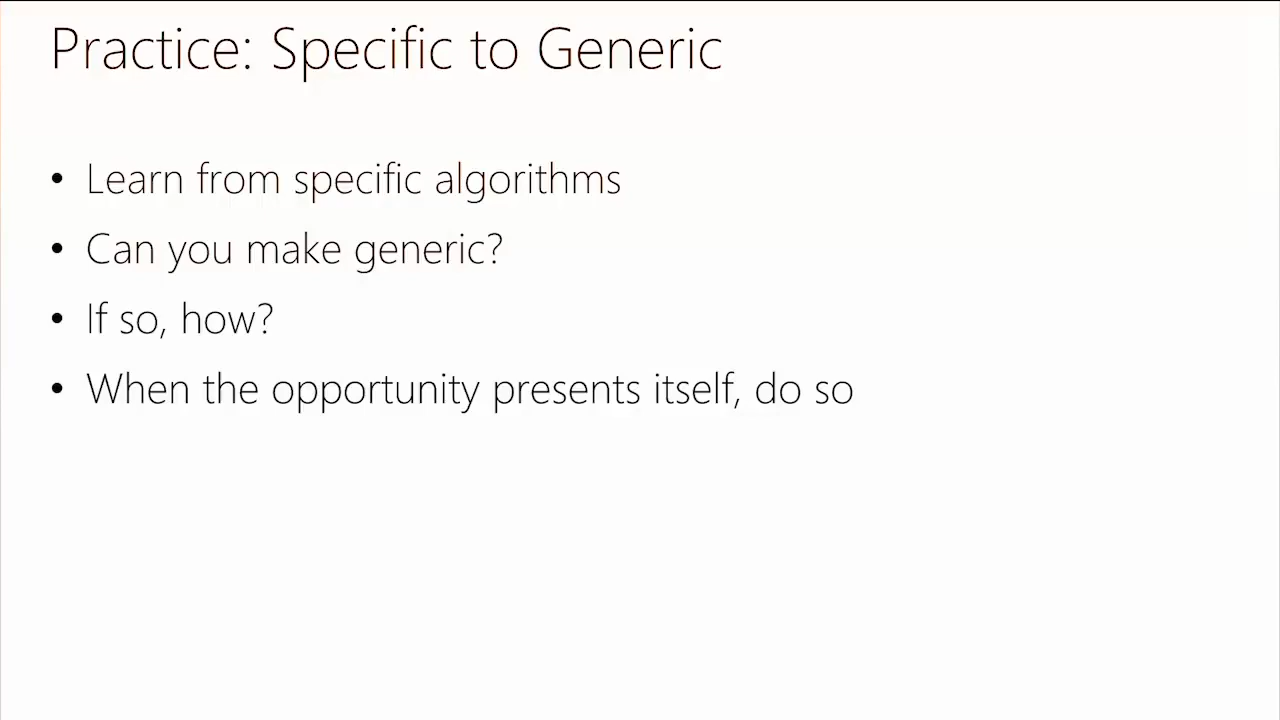 Practice: Specific to Generic
• Learn from specific algorithms
• Can you make generic?
• If so, how?
• When the opportunity presents itself, do so